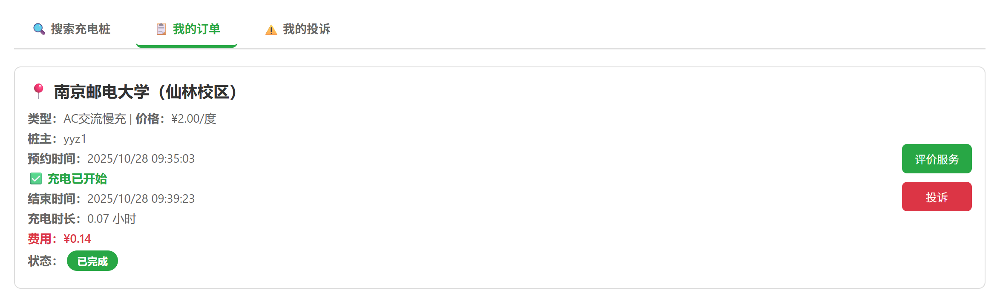 搜索充电桩 我的订单 我的投诉
南京邮电大学（仙林校区）
类型：AC交流慢充 | 价格：¥2.00/度
桩主：yyz1
预约时间：2025/10/28 09:35:03
充电已开始
结束时间：2025/10/28 09:39:23
充电时长：0.07 小时
费用：¥0.14
状态：已完成
评价服务
投诉